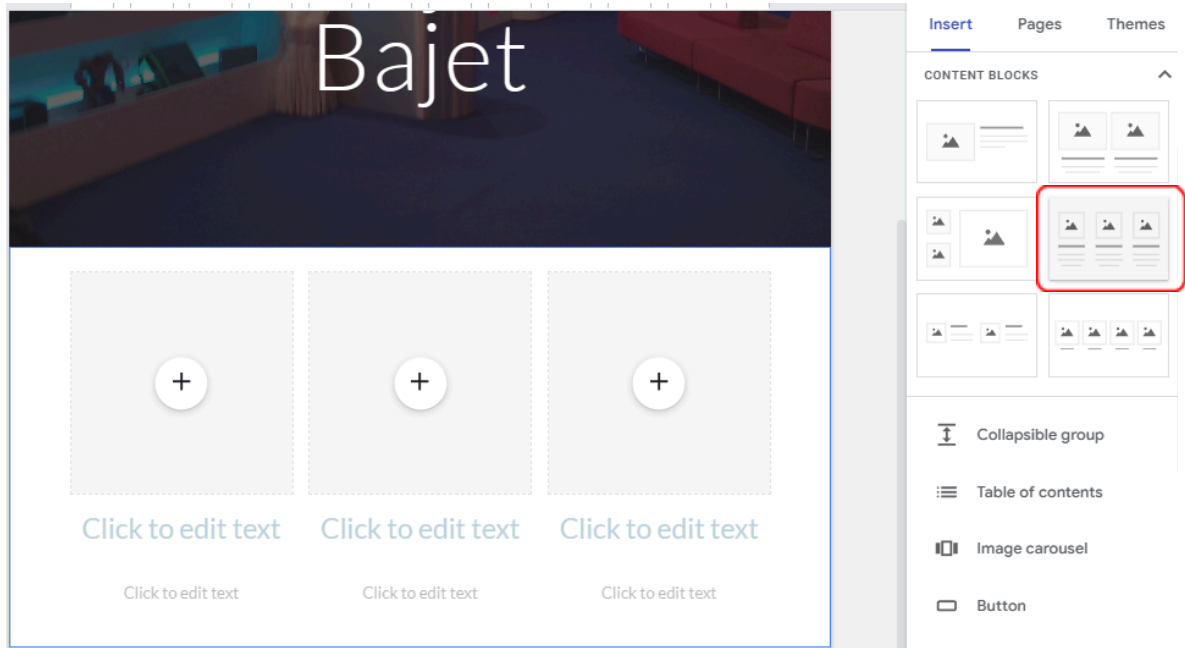 Bajet
Click to edit text Click to edit text Click to edit text
Click to edit text Click to edit text Click to edit text
Insert Pages Themes
CONTENT BLOCKS
Collapsible group
Table of contents
Image carousel
Button